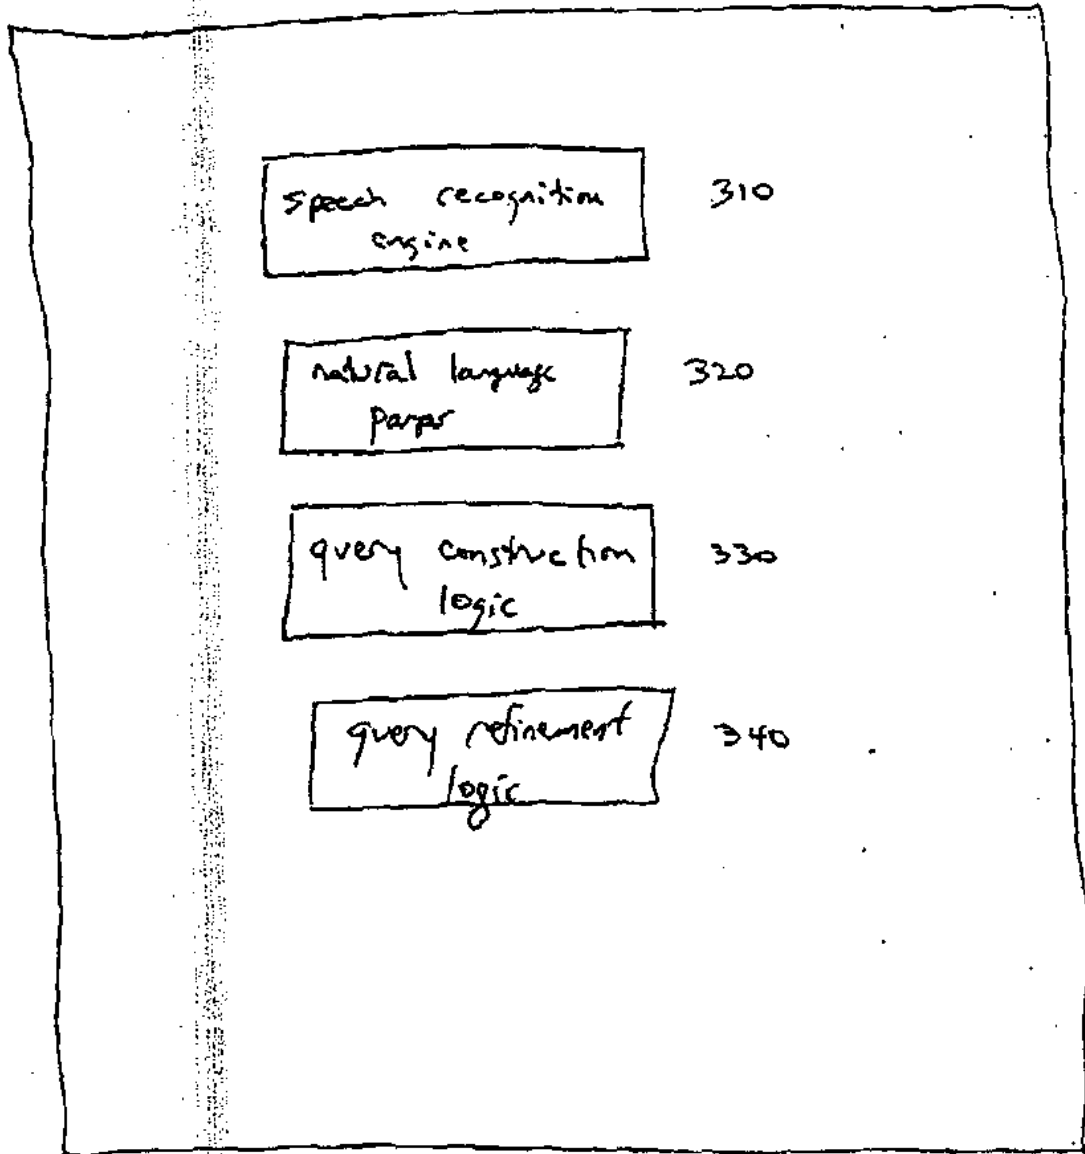 speech recognition 310
engine
natural language 320
parser
query construction 330
logic
query refinement 340
logic